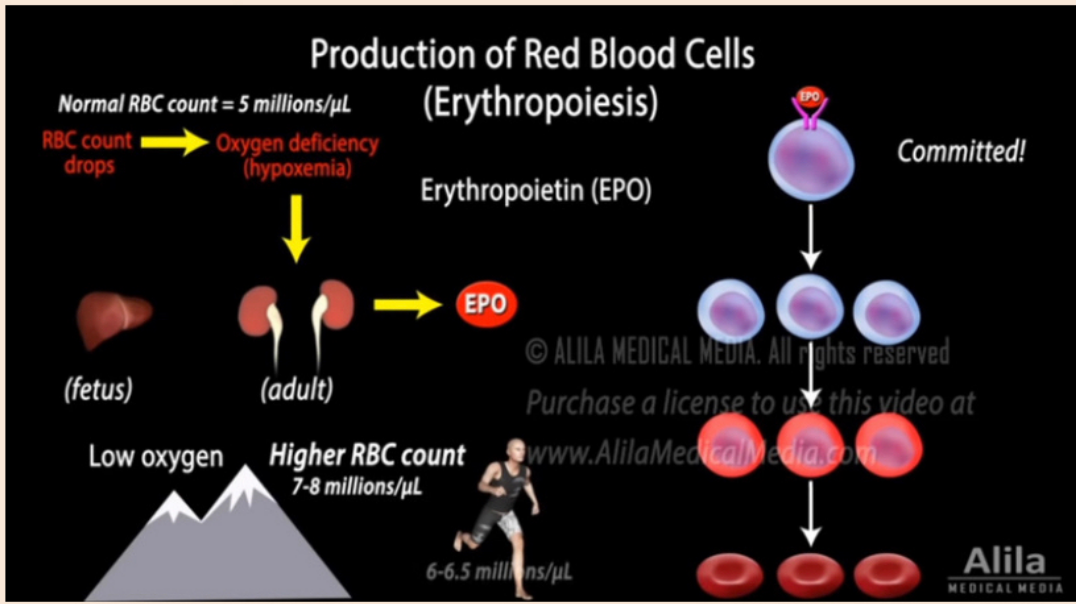 Production of Red Blood Cells
(Erythropoiesis)
Normal RBC count = 5 millions/µL
RBC count
drops
Oxygen deficiency
(hypoxemia)
Erythropoietin (EPO)
EPO
Committed!
EPO
(fetus)
(adult)
© ALILA MEDICAL MEDIA. All rights reserved
Purchase a license to use this video at
www.AlilaMedicalMedia.com
Low oxygen
Higher RBC count
7-8 millions/µL
6-6.5 millions/µL
Alila
MEDICAL MEDIA